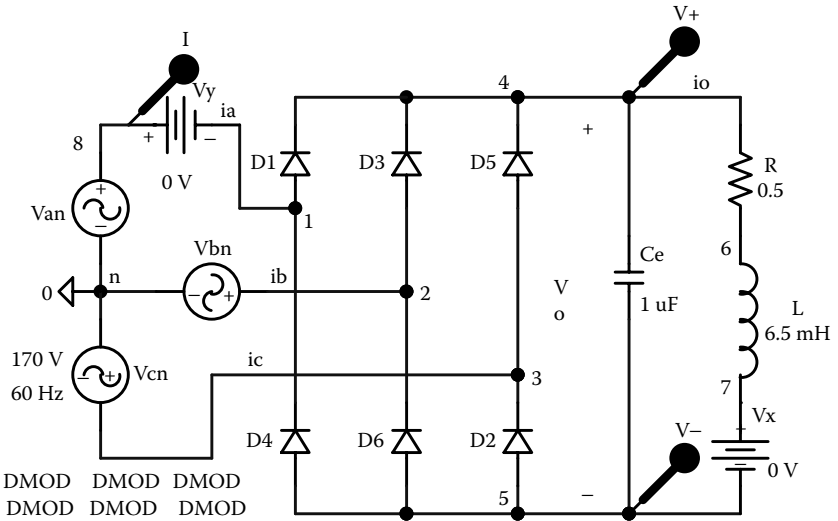 V+
I
Vy
ia
4
io
8
+ −
+
D1
D3
D5
R
0.5
0 V
+
Van
−
1
Vbn
6
Ce
n
ib
0
− +
2
V
o
1 uF
L
6.5 mH
170 V
60 Hz
− +
Vcn
ic
3
7
Vx
+
D4
D6
D2
V−
−
0 V
DMOD DMOD DMOD
DMOD DMOD DMOD
5
−